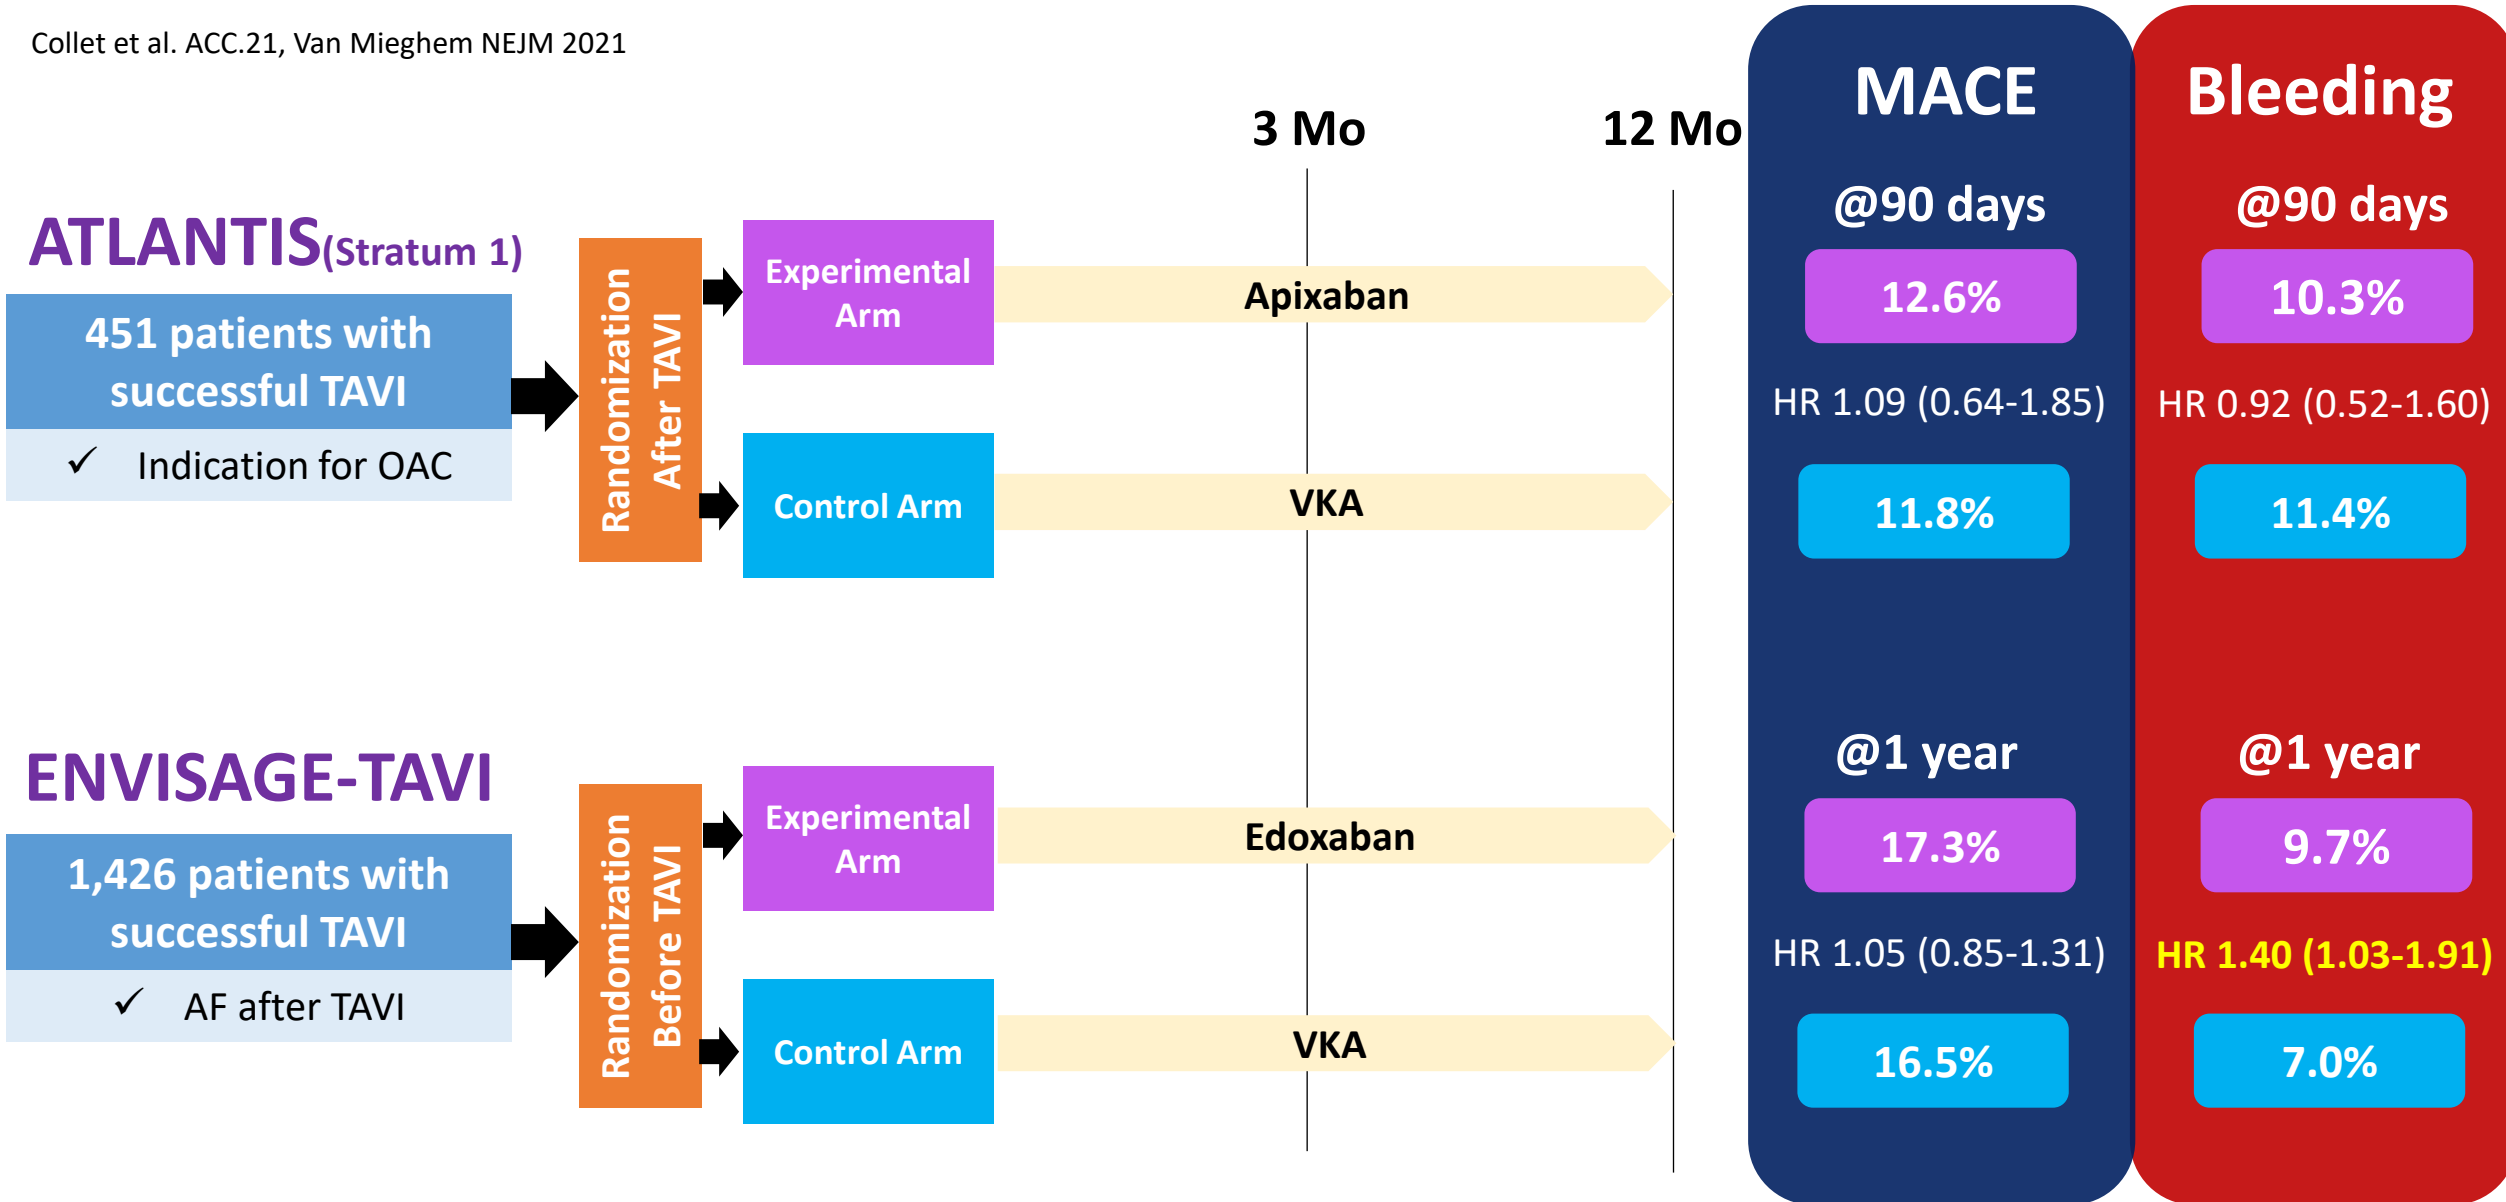 Collet et al. ACC.21, Van Mieghem NEJM 2021
3 Mo
12 Mo
MACE
Bleeding
ATLANTIS(Stratum 1)
451 patients with
successful TAVI
✓ Indication for OAC
Randomization
After TAVI
Experimental
Arm
Apixaban
Control Arm
VKA
@90 days
12.6%
HR 1.09 (0.64-1.85)
11.8%
@90 days
10.3%
HR 0.92 (0.52-1.60)
11.4%
ENVISAGE-TAVI
1,426 patients with
successful TAVI
✓ AF after TAVI
Randomization
Before TAVI
Experimental
Arm
Edoxaban
Control Arm
VKA
@1 year
17.3%
HR 1.05 (0.85-1.31)
16.5%
@1 year
9.7%
HR 1.40 (1.03-1.91)
7.0%